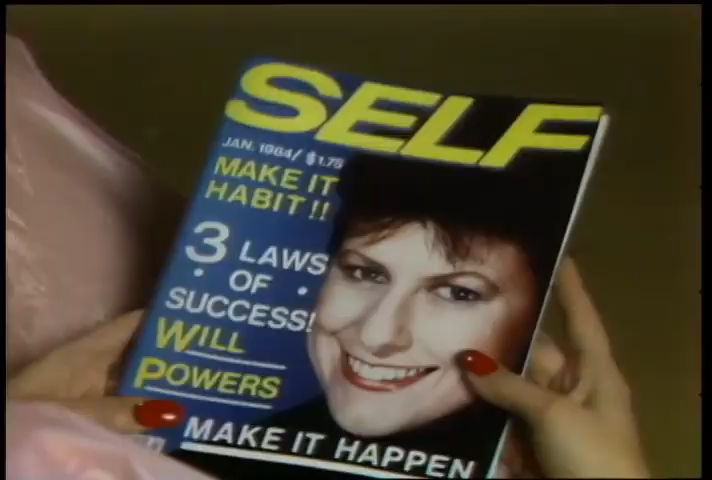 SELF
JAN. 1984/ $1.75
MAKE IT
HABIT!!
3 LAWS
OF
SUCCESS!
WILL
POWERS
MAKE IT HAPPEN